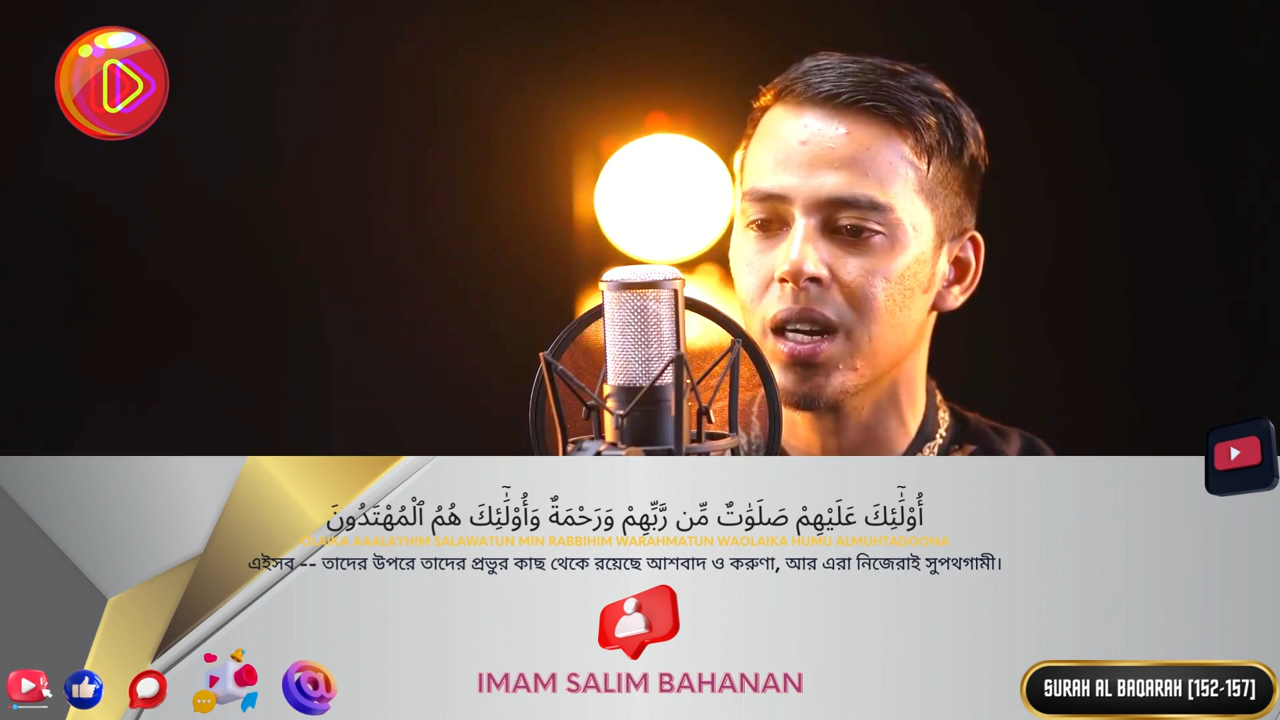 أُوْلَٰٓئِكَ عَلَيْهِمْ صَلَوَٰتٌ مِّن رَّبِّهِمْ وَرَحْمَةٌ وَأُوْلَٰٓئِكَ هُمُ ٱلْمُهْتَدُونَ
OLAIKA AAALAYHIM SALAWATUN MIN RABBIHIM WARAHMATUN WAOLAIKA HUMU ALMUHTADOONA
এইসব -- তাদের উপরে তাদের প্রভুর কাছ থেকে রয়েছে আশবাদ ও করুণা, আর এরা নিজেরাই সুপথগামী।
IMAM SALIM BAHANAN
SURAH AL BAQARAH [152-157]